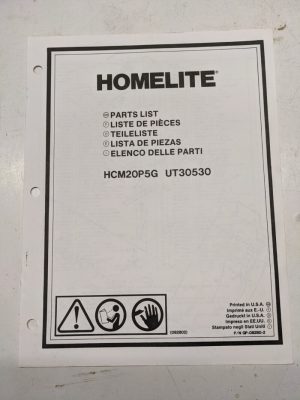 HOMELITE®
PARTS LIST
LISTE DE PIÈCES
TEILELISTE
LISTA DE PIEZAS
ELENCO DELLE PARTI
HCM20P5G UT30530
Printed in U.S.A.
Imprimé aux E.-U.
Gedruckt in U.S.A.
Impreso en EE.UU.
Stampato negli Stati Uniti